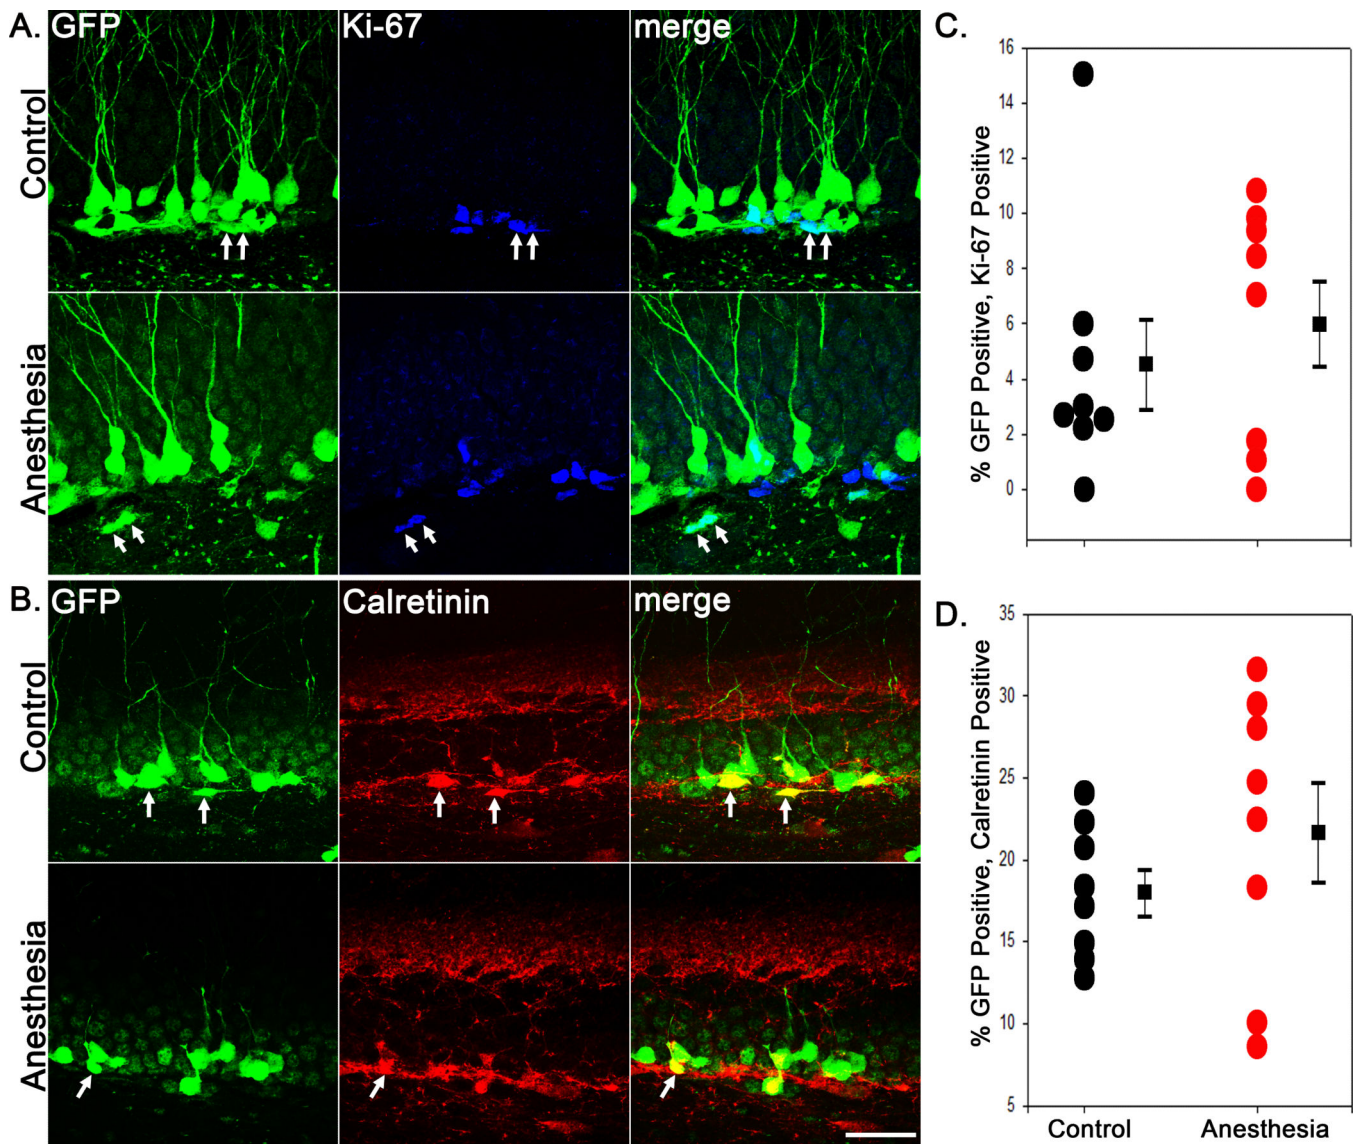 A.
GFP
Ki-67
merge
Control
Anesthesia
B.
GFP
Calretinin
merge
Control
Anesthesia
C.
% GFP Positive, Ki-67 Positive
16
14
12
10
8
6
4
2
0
D.
% GFP Positive, Calretinin Positive
35
30
25
20
15
10
5
Control
Anesthesia